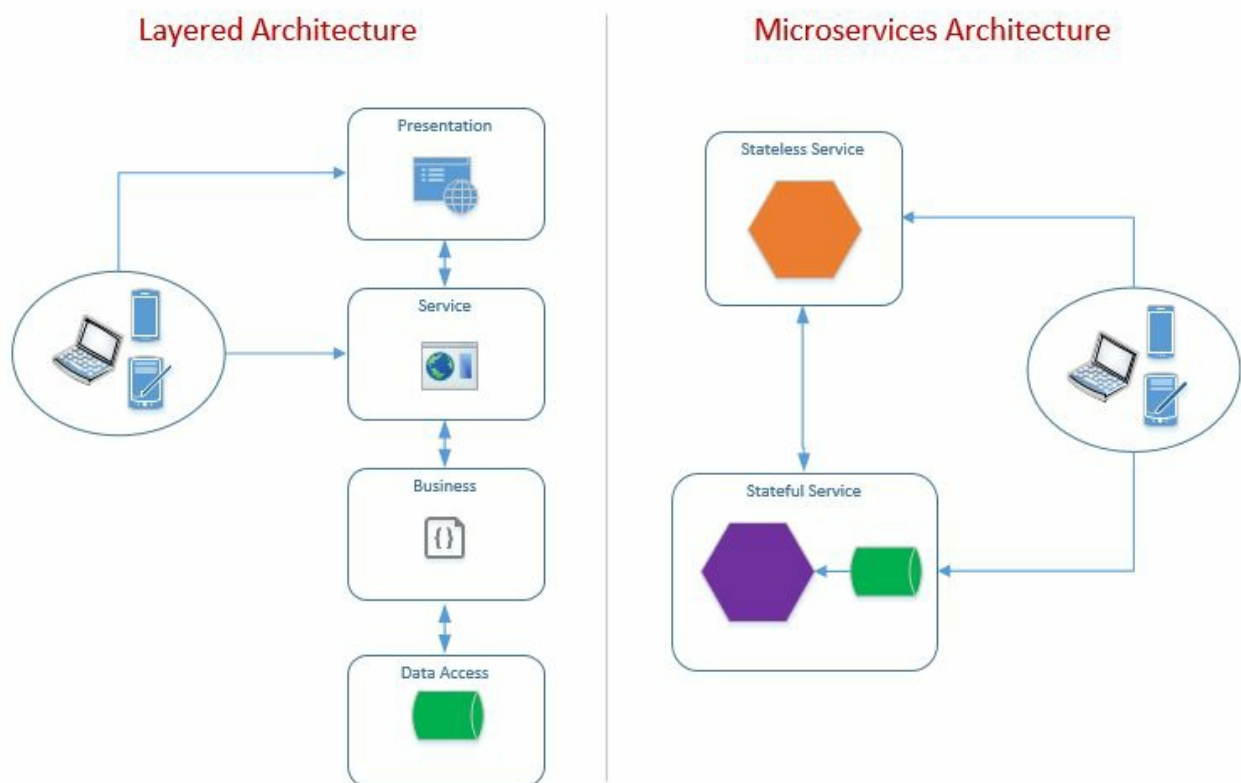 Layered Architecture
Microservices Architecture
Presentation
Service
Business
Data Access
Stateless Service
Stateful Service